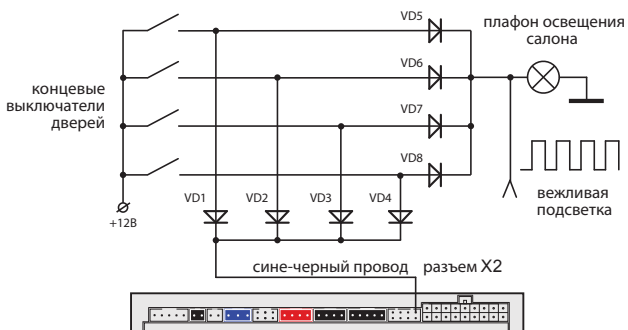 VD5
плафон освещения
салона
VD6
концевые
выключатели
дверей
VD7
VD8
вежливая
подсветка
VD1
VD2
VD3
VD4
+12В
сине-черный провод
разъем X2